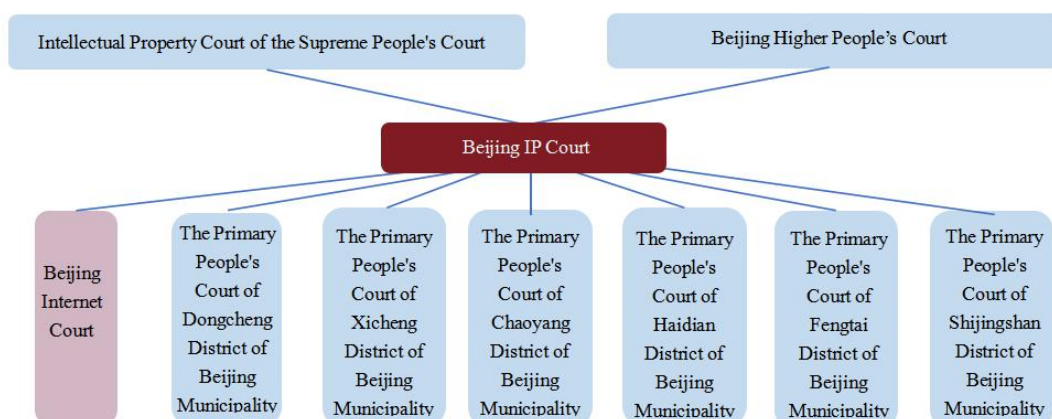 Intellectual Property Court of the Supreme People's Court
Beijing Higher People’s Court
Beijing IP Court
Beijing
Internet
Court
The Primary
People's
Court of
Dongcheng
District of
Beijing
Municipality
The Primary
People's
Court of
Xicheng
District of
Beijing
Municipality
The Primary
People's
Court of
Chaoyang
District of
Beijing
Municipality
The Primary
People's
Court of
Haidian
District of
Beijing
Municipality
The Primary
People's
Court of
Fengtai
District of
Beijing
Municipality
The Primary
People's
Court of
Shijingshan
District of
Beijing
Municipality